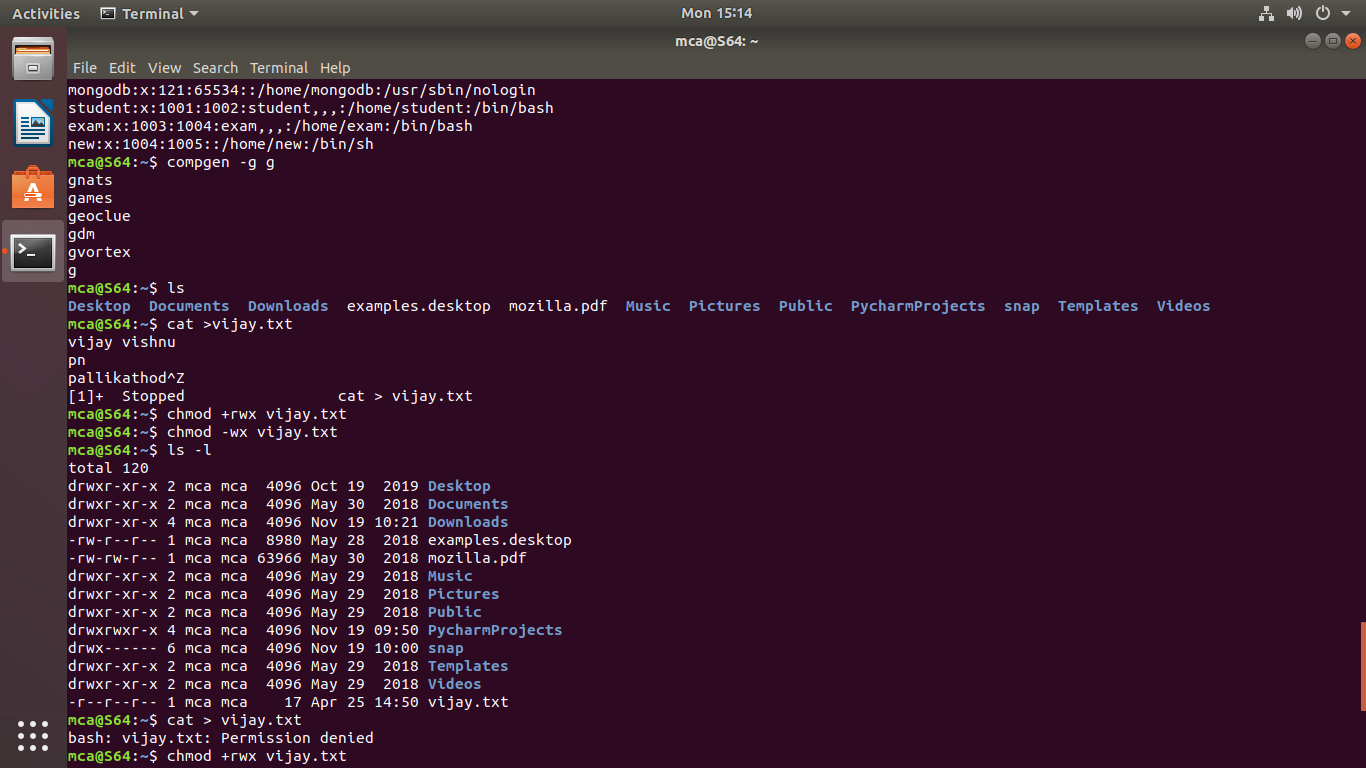 Activities Terminal Mon 15:14
mca@S64: ~
File Edit View Search Terminal Help
mongodb:x:121:65534::/home/mongodb:/usr/sbin/nologin
student:x:1001:1002:student,,,:/home/student:/bin/bash
exam:x:1003:1004:exam,,,:/home/exam:/bin/bash
new:x:1004:1005::/home/new:/bin/sh
mca@S64:~$ compgen -g g
gnats
games
geoclue
gdm
gvortex
g
mca@S64:~$ ls
Desktop  Documents  Downloads  examples.desktop  mozilla.pdf  Music  Pictures  Public  PycharmProjects  snap  Templates  Videos
mca@S64:~$ cat >vijay.txt
vijay vishnu
pn
pallikathod^Z
[1]+  Stopped                 cat > vijay.txt
mca@S64:~$ chmod +rwx vijay.txt
mca@S64:~$ chmod -wx vijay.txt
mca@S64:~$ ls -l
total 120
drwxr-xr-x 2 mca mca  4096 Oct 19  2019 Desktop
drwxr-xr-x 2 mca mca  4096 May 30  2018 Documents
drwxr-xr-x 4 mca mca  4096 Nov 19 10:21 Downloads
-rw-r--r-- 1 mca mca  8980 May 28  2018 examples.desktop
-rw-rw-r-- 1 mca mca 63966 May 30  2018 mozilla.pdf
drwxr-xr-x 2 mca mca  4096 May 29  2018 Music
drwxr-xr-x 2 mca mca  4096 May 29  2018 Pictures
drwxr-xr-x 2 mca mca  4096 May 29  2018 Public
drwxrwxr-x 4 mca mca  4096 Nov 19 09:50 PycharmProjects
drwx------ 6 mca mca  4096 Nov 19 10:00 snap
drwxr-xr-x 2 mca mca  4096 May 29  2018 Templates
drwxr-xr-x 2 mca mca  4096 May 29  2018 Videos
-r--r--r-- 1 mca mca    17 Apr 25 14:50 vijay.txt
mca@S64:~$ cat > vijay.txt
bash: vijay.txt: Permission denied
mca@S64:~$ chmod +rwx vijay.txt